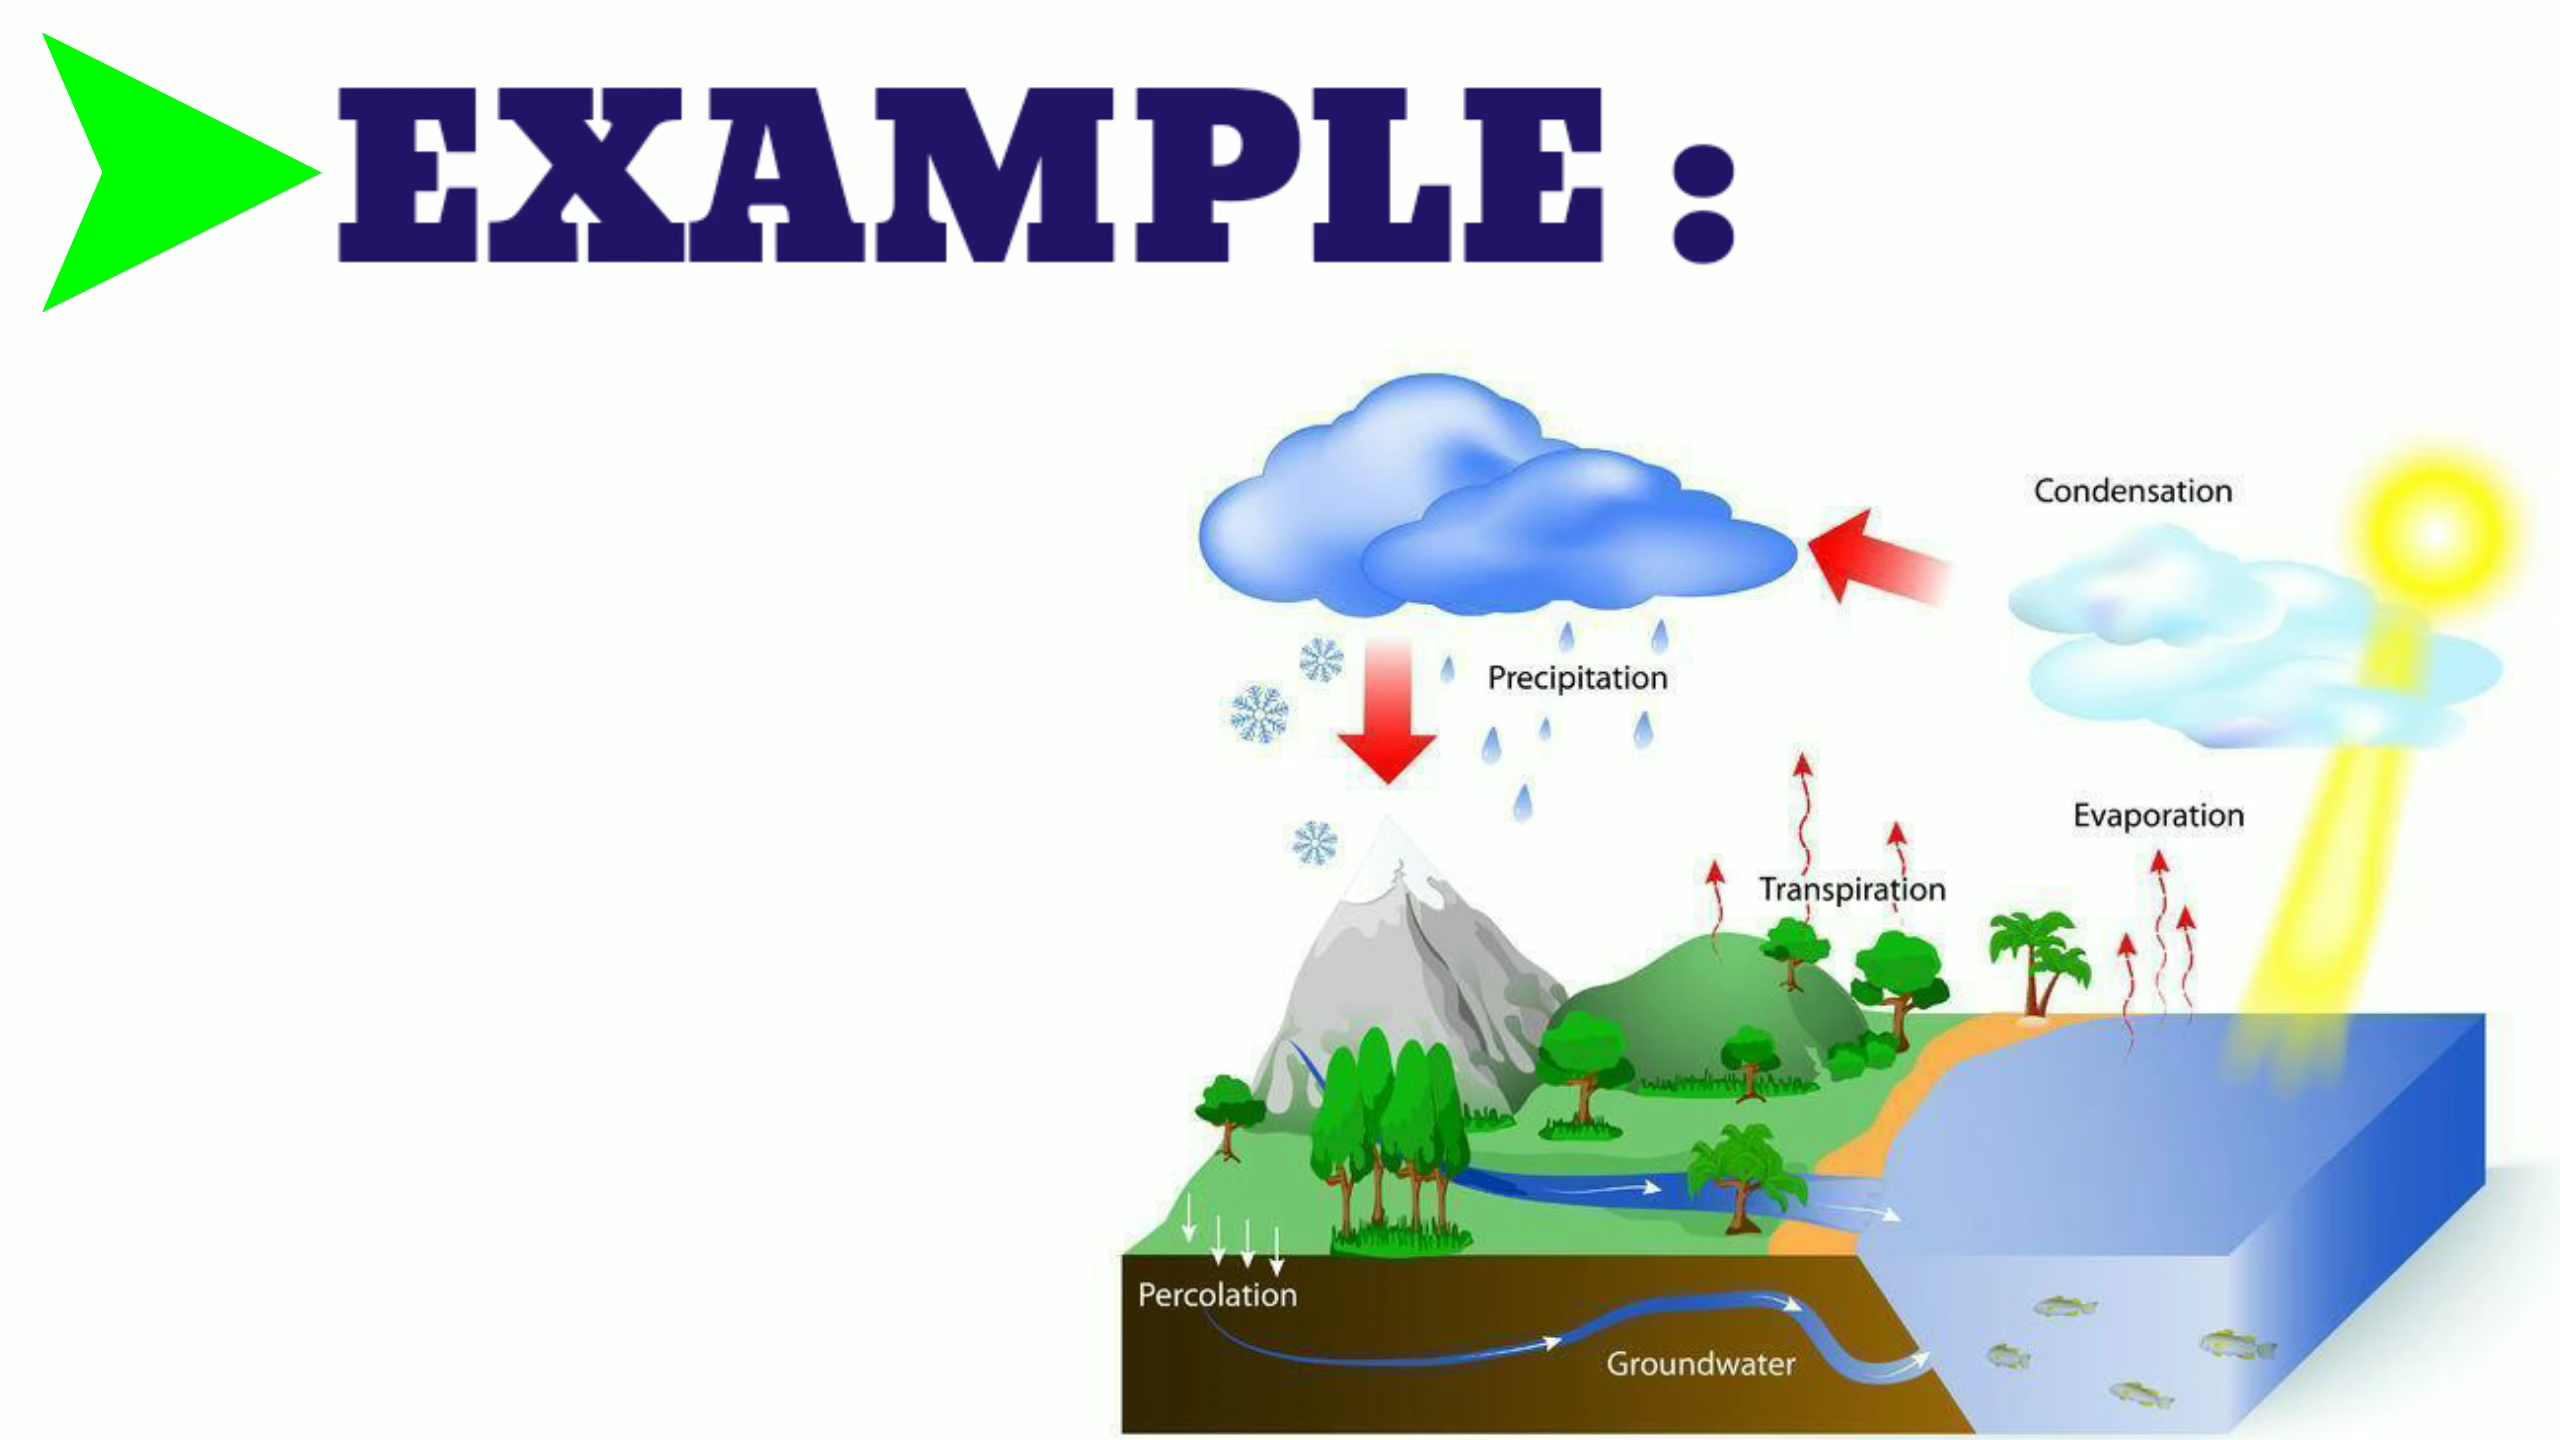 EXAMPLE :
Condensation
Precipitation
Evaporation
Transpiration
Percolation
Groundwater